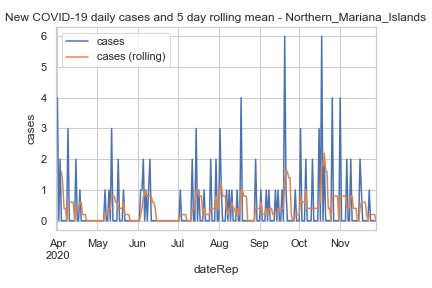 New COVID-19 daily cases and 5 day rolling mean - Northern_Mariana_Islands
cases
cases (rolling)
cases
6
5
4
3
2
1
0
Apr
2020
May
Jun
Jul
Aug
Sep
Oct
Nov
dateRep